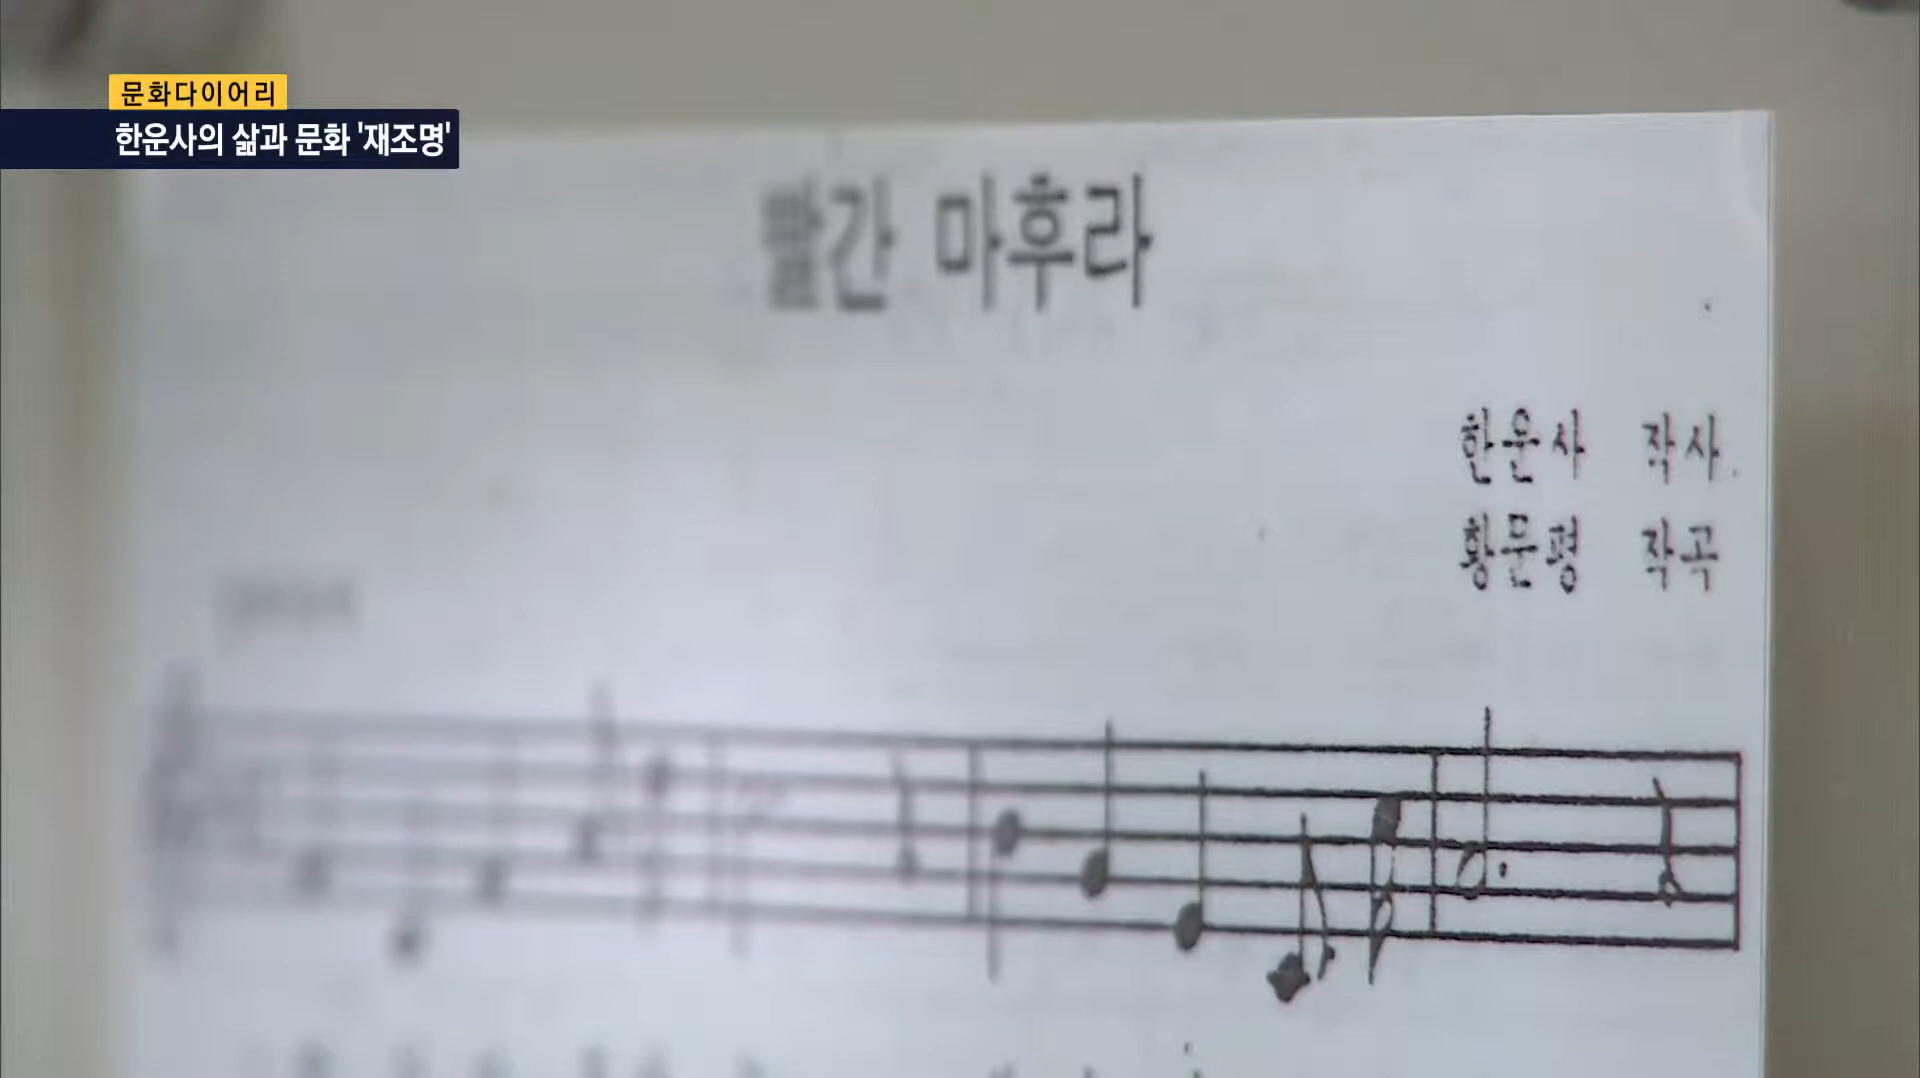 문화다이어리
한운사의 삶과 문화 '재조명'
빨간 마후라
한운사 작사
황문평 작곡